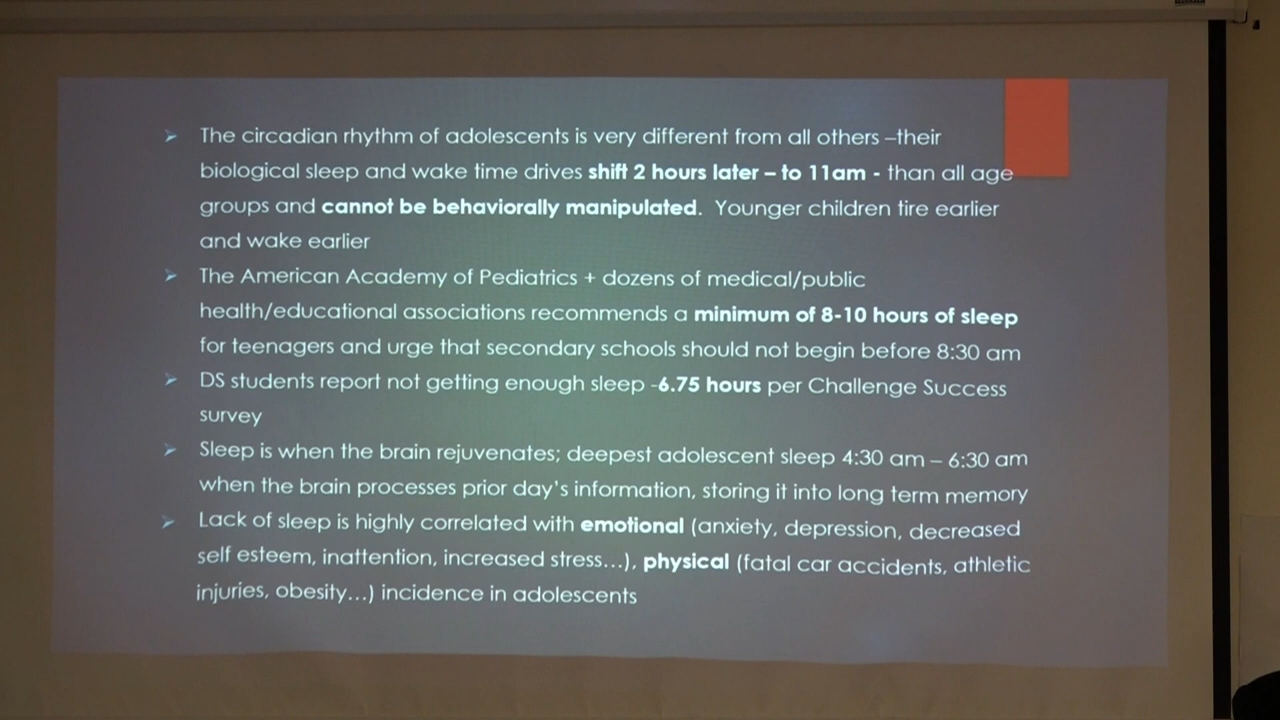 The circadian rhythm of adolescents is very different from all others –their
biological sleep and wake time drives shift 2 hours later – to 11am - than all age
groups and cannot be behaviorally manipulated. Younger children tire earlier
and wake earlier
The American Academy of Pediatrics + dozens of medical/public
health/educational associations recommends a minimum of 8-10 hours of sleep
for teenagers and urge that secondary schools should not begin before 8:30 am
DS students report not getting enough sleep -6.75 hours per Challenge Success
survey
Sleep is when the brain rejuvenates; deepest adolescent sleep 4:30 am – 6:30 am
when the brain processes prior day's information, storing it into long term memory
Lack of sleep is highly correlated with emotional (anxiety, depression, decreased
self esteem, inattention, increased stress...), physical (fatal car accidents, athletic
injuries, obesity...) incidence in adolescents